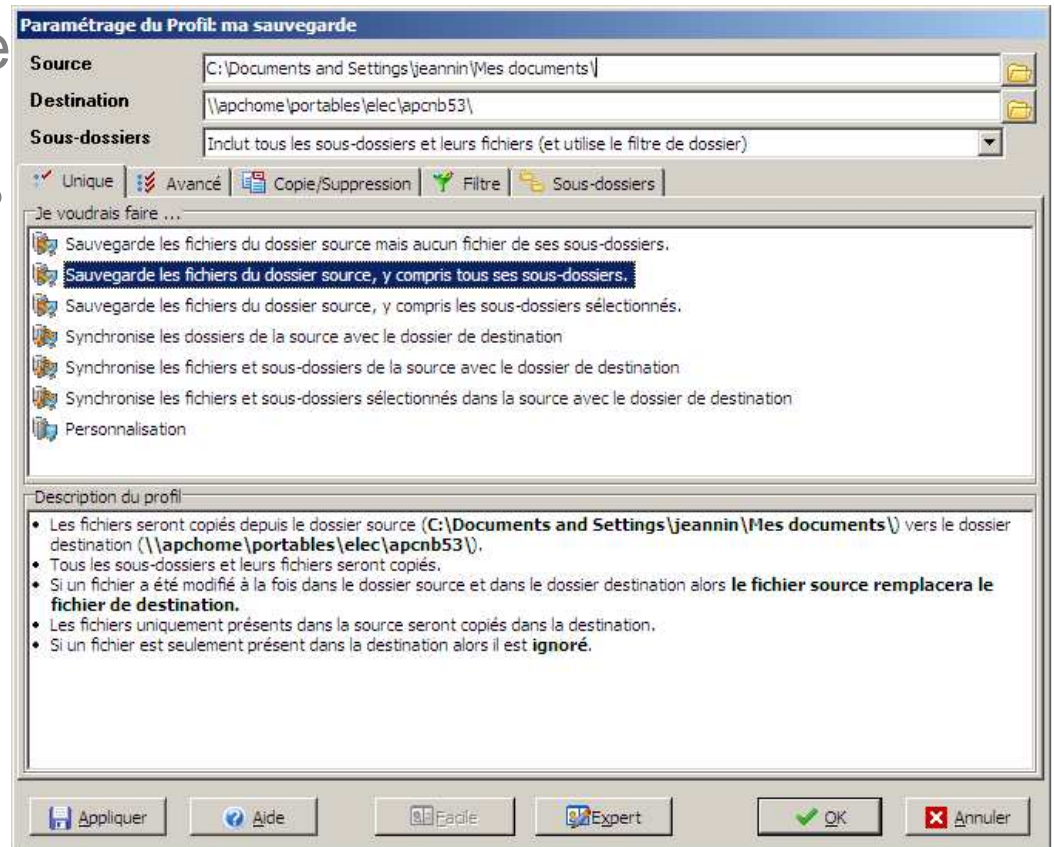 e
Paramétrage du Profil: ma sauvegarde
Source
C:\Documents and Settings\jeannin\Mes documents\
Destination
\\apchome\portables\elec\apcnb53\
Sous-dossiers
Inclut tous les sous-dossiers et leurs fichiers (et utilise le filtre de dossier)
Unique Avancé Copie/Suppression Filtre Sous-dossiers
Je voudrais faire ...
Sauvegarde les fichiers du dossier source mais aucun fichier de ses sous-dossiers.
Sauvegarde les fichiers du dossier source, y compris tous ses sous-dossiers.
Sauvegarde les fichiers du dossier source, y compris les sous-dossiers sélectionnés.
Synchronise les dossiers de la source avec le dossier de destination
Synchronise les fichiers et sous-dossiers de la source avec le dossier de destination
Synchronise les fichiers et sous-dossiers sélectionnés dans la source avec le dossier de destination
Personnalisation
Description du profil
• Les fichiers seront copiés depuis le dossier source (C:\Documents and Settings\jeannin\Mes documents\) vers le dossier
destination (\\apchome\portables\elec\apcnb53\).
• Tous les sous-dossiers et leurs fichiers seront copiés.
• Si un fichier a été modifié à la fois dans le dossier source et dans le dossier destination alors le fichier source remplacera le
fichier de destination.
• Les fichiers uniquement présents dans la source seront copiés dans la destination.
• Si un fichier est seulement présent dans la destination alors il est ignoré.
Appliquer Aide Facile Expert OK Annuler